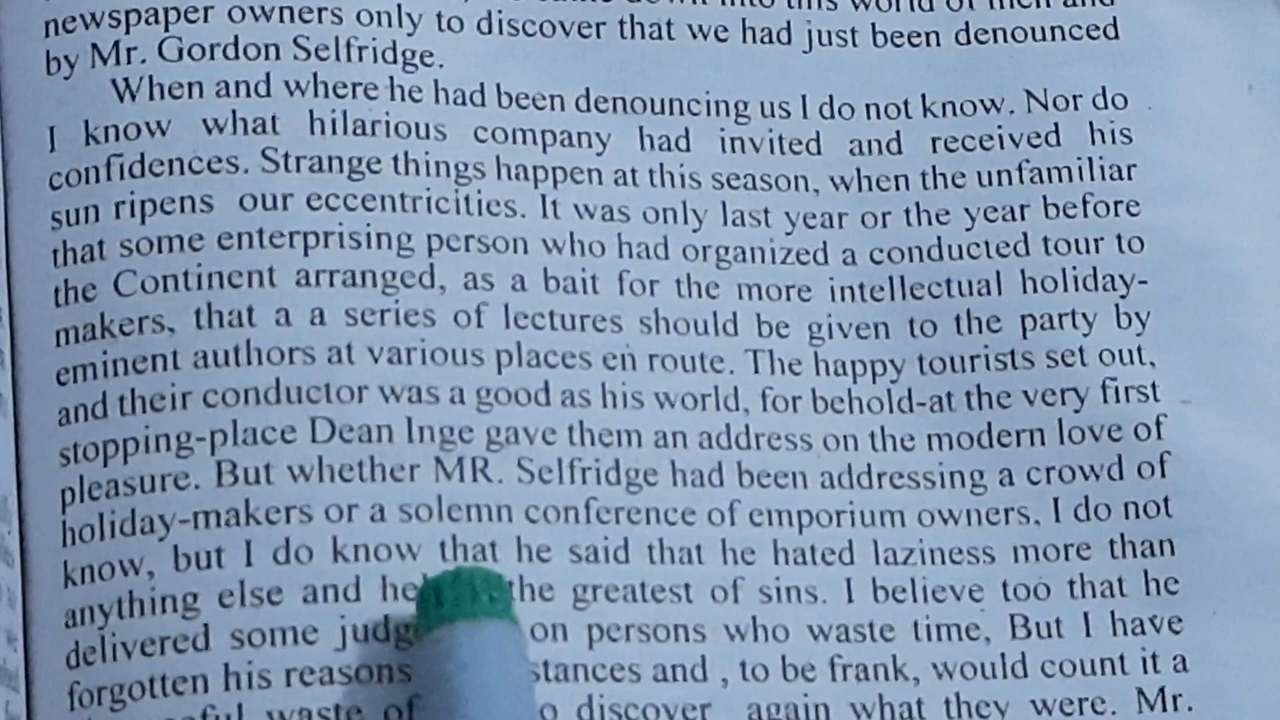 into this world of men and
newspaper owners only to discover that we had just been denounced
by Mr. Gordon Selfridge.
When and where he had been denouncing us I do not know. Nor do
I know what hilarious company had invited and received his
confidences. Strange things happen at this season, when the unfamiliar
sun ripens our eccentricities. It was only last year or the year before
that some enterprising person who had organized a conducted tour to
the Continent arranged, as a bait for the more intellectual holiday-
makers, that a a series of lectures should be given to the party by
eminent authors at various places en route. The happy tourists set out,
and their conductor was a good as his world, for behold-at the very first
stopping-place Dean Inge gave them an address on the modern love of
pleasure. But whether MR. Selfridge had been addressing a crowd of
holiday-makers or a solemn conference of emporium owners, I do not
know, but I do know that he said that he hated laziness more than
anything else and the greatest of sins. I believe too that he
delivered some on persons who waste time, But I have
forgotten his reasons and , to be frank, would count it a
waste of discover again what they were. Mr.